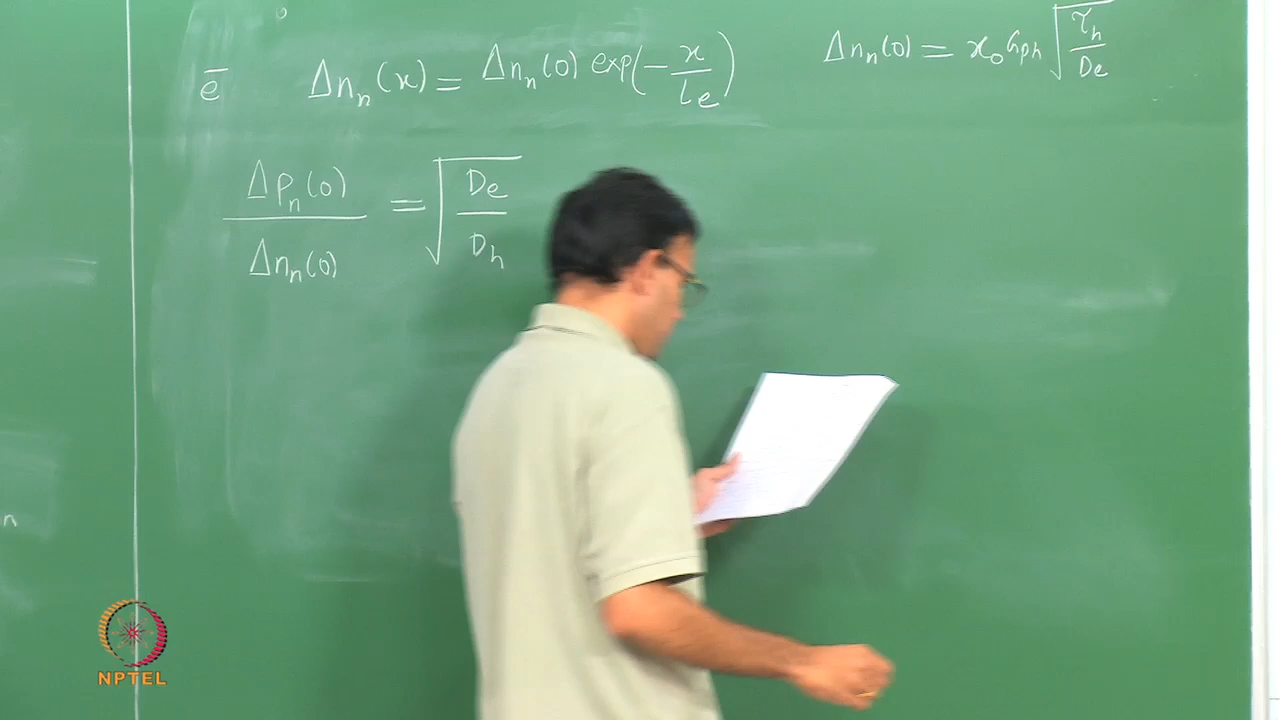 e̅ Δn_n(x) = Δn_n(0) exp(-x/L_e) Δn_n(0) = x_0 G_ph √(τ_h/D_e)
Δp_n(0)/Δn_n(0) = √(D_e/D_h)
n
NPTEL